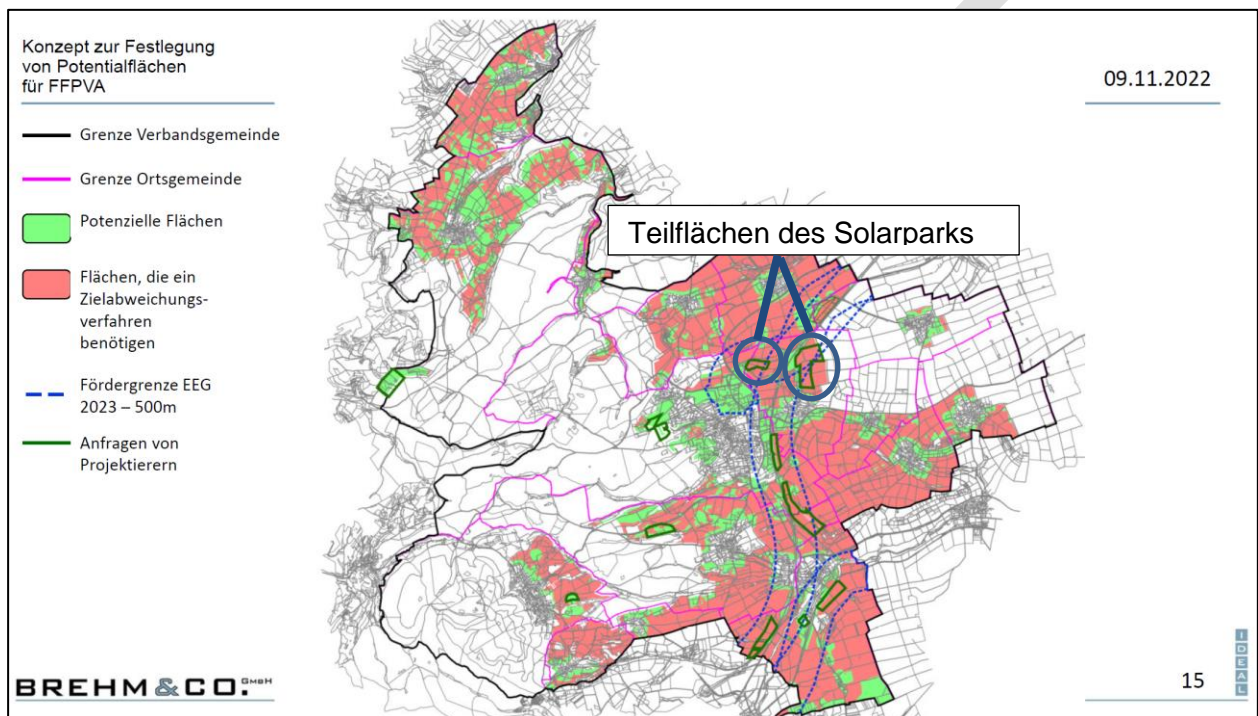 Konzept zur Festlegung
von Potentialflächen
für FFPVA
09.11.2022
Grenze Verbandsgemeinde
Grenze Ortsgemeinde
Potenzielle Flächen
Flächen, die ein
Zielabweichungs-
verfahren
benötigen
Fördergrenze EEG
2023 – 500m
Anfragen von
Projektierern
Teilflächen des Solarparks
BREHM & CO. GmbH
15
IDEAL